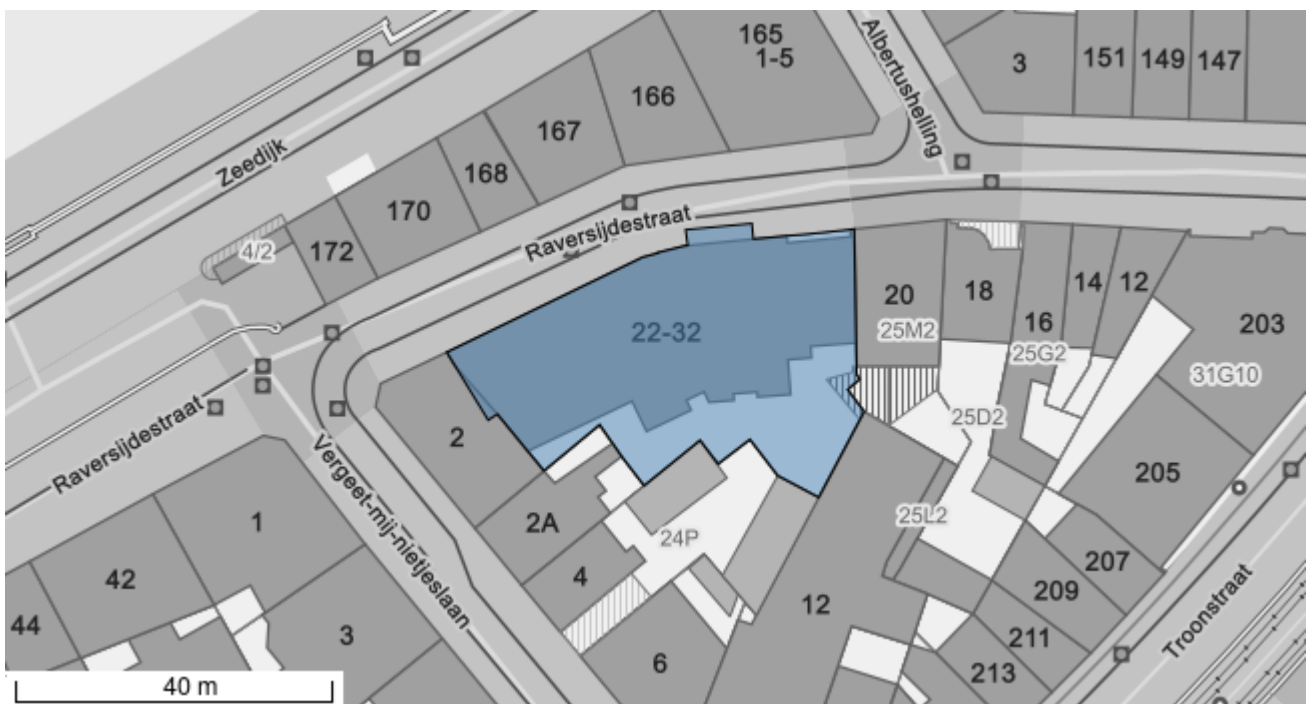 165
1-5
Albertushelling
3
151
149
147
166
167
168
170
172
Zeedijk
4/2
Raversijdestraat
22-32
20
25M2
18
16
25G2
14
12
203
31G10
2
25D2
205
Raversijdestraat
Vergeet-mij-nietjeslaan
1
2A
24P
25L2
207
42
4
12
209
Troonstraat
44
3
6
211
213
40 m